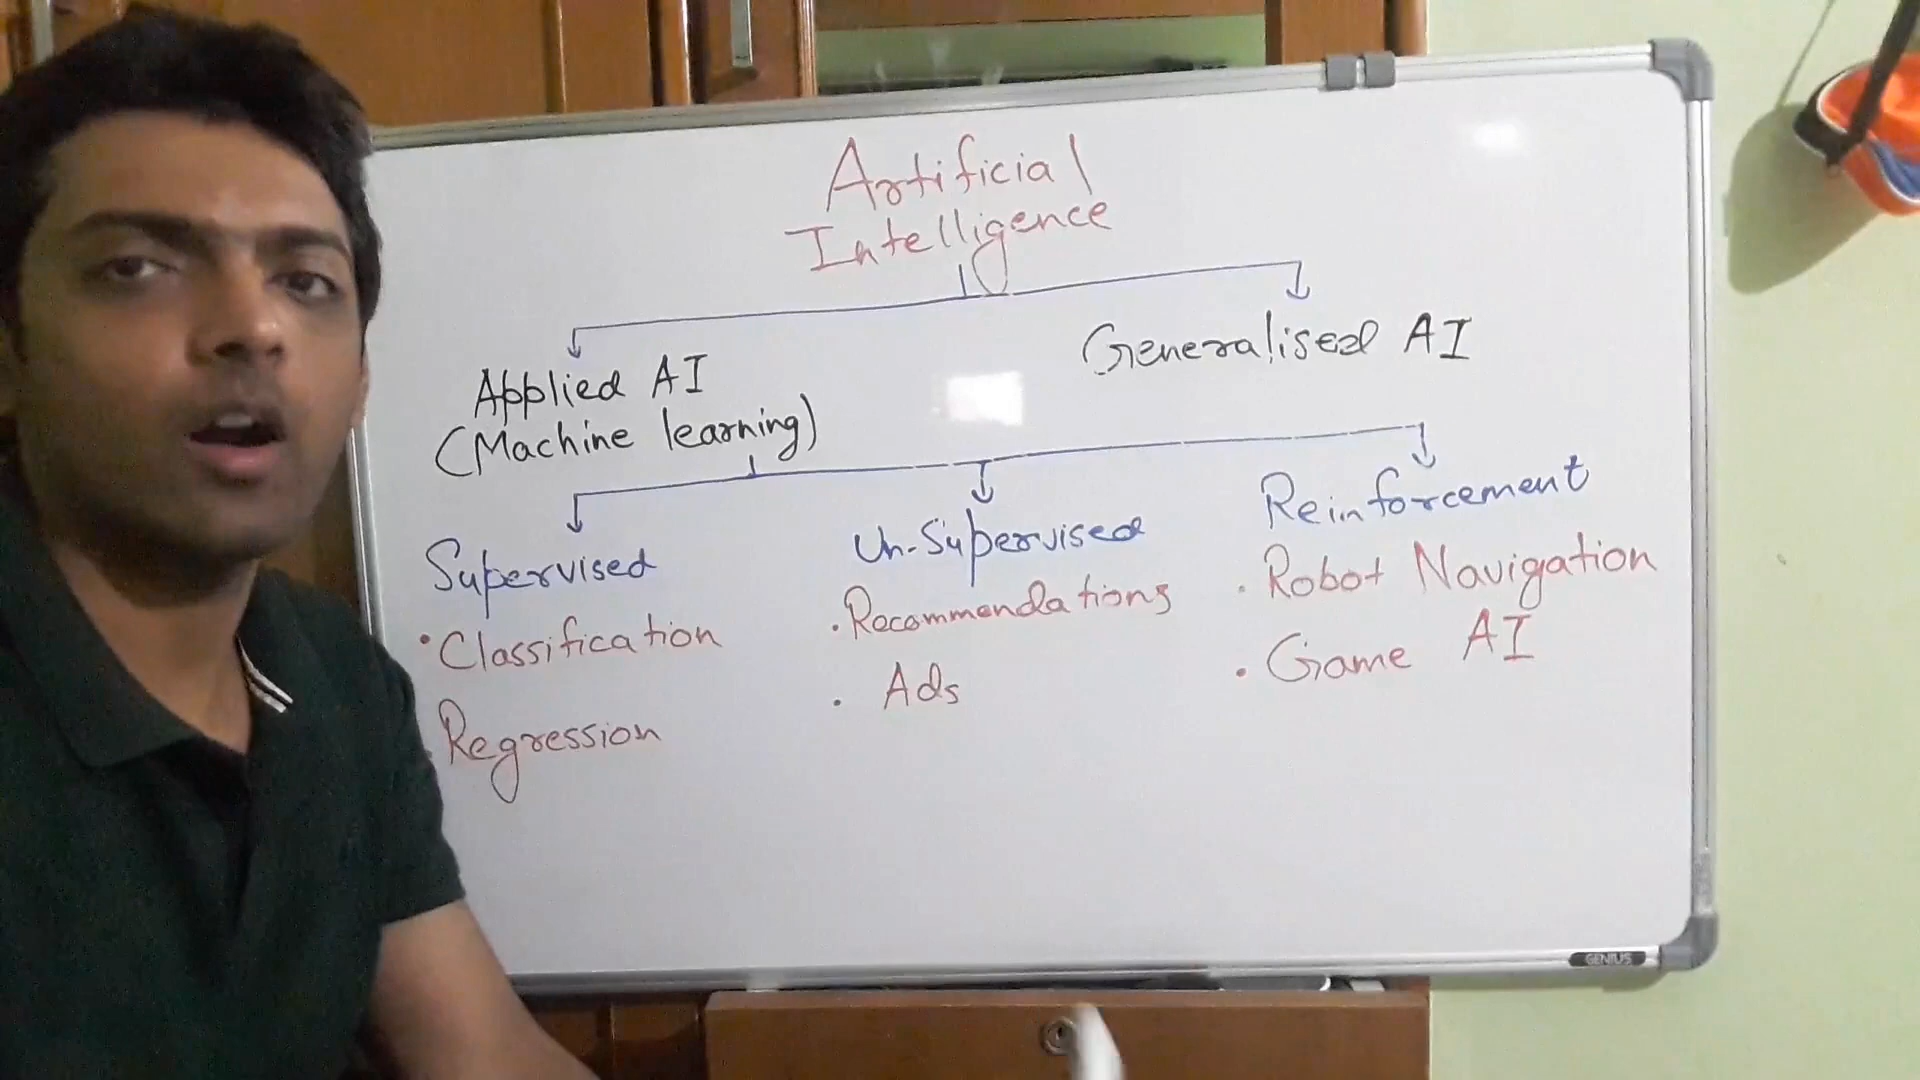 Artificial
Intelligence
Applied AI
(Machine learning)
Generalised AI
Supervised
• Classification
Regression
Un-Supervised
• Recommendations
• Ads
Reinforcement
• Robot Navigation
• Game AI
GENIUS